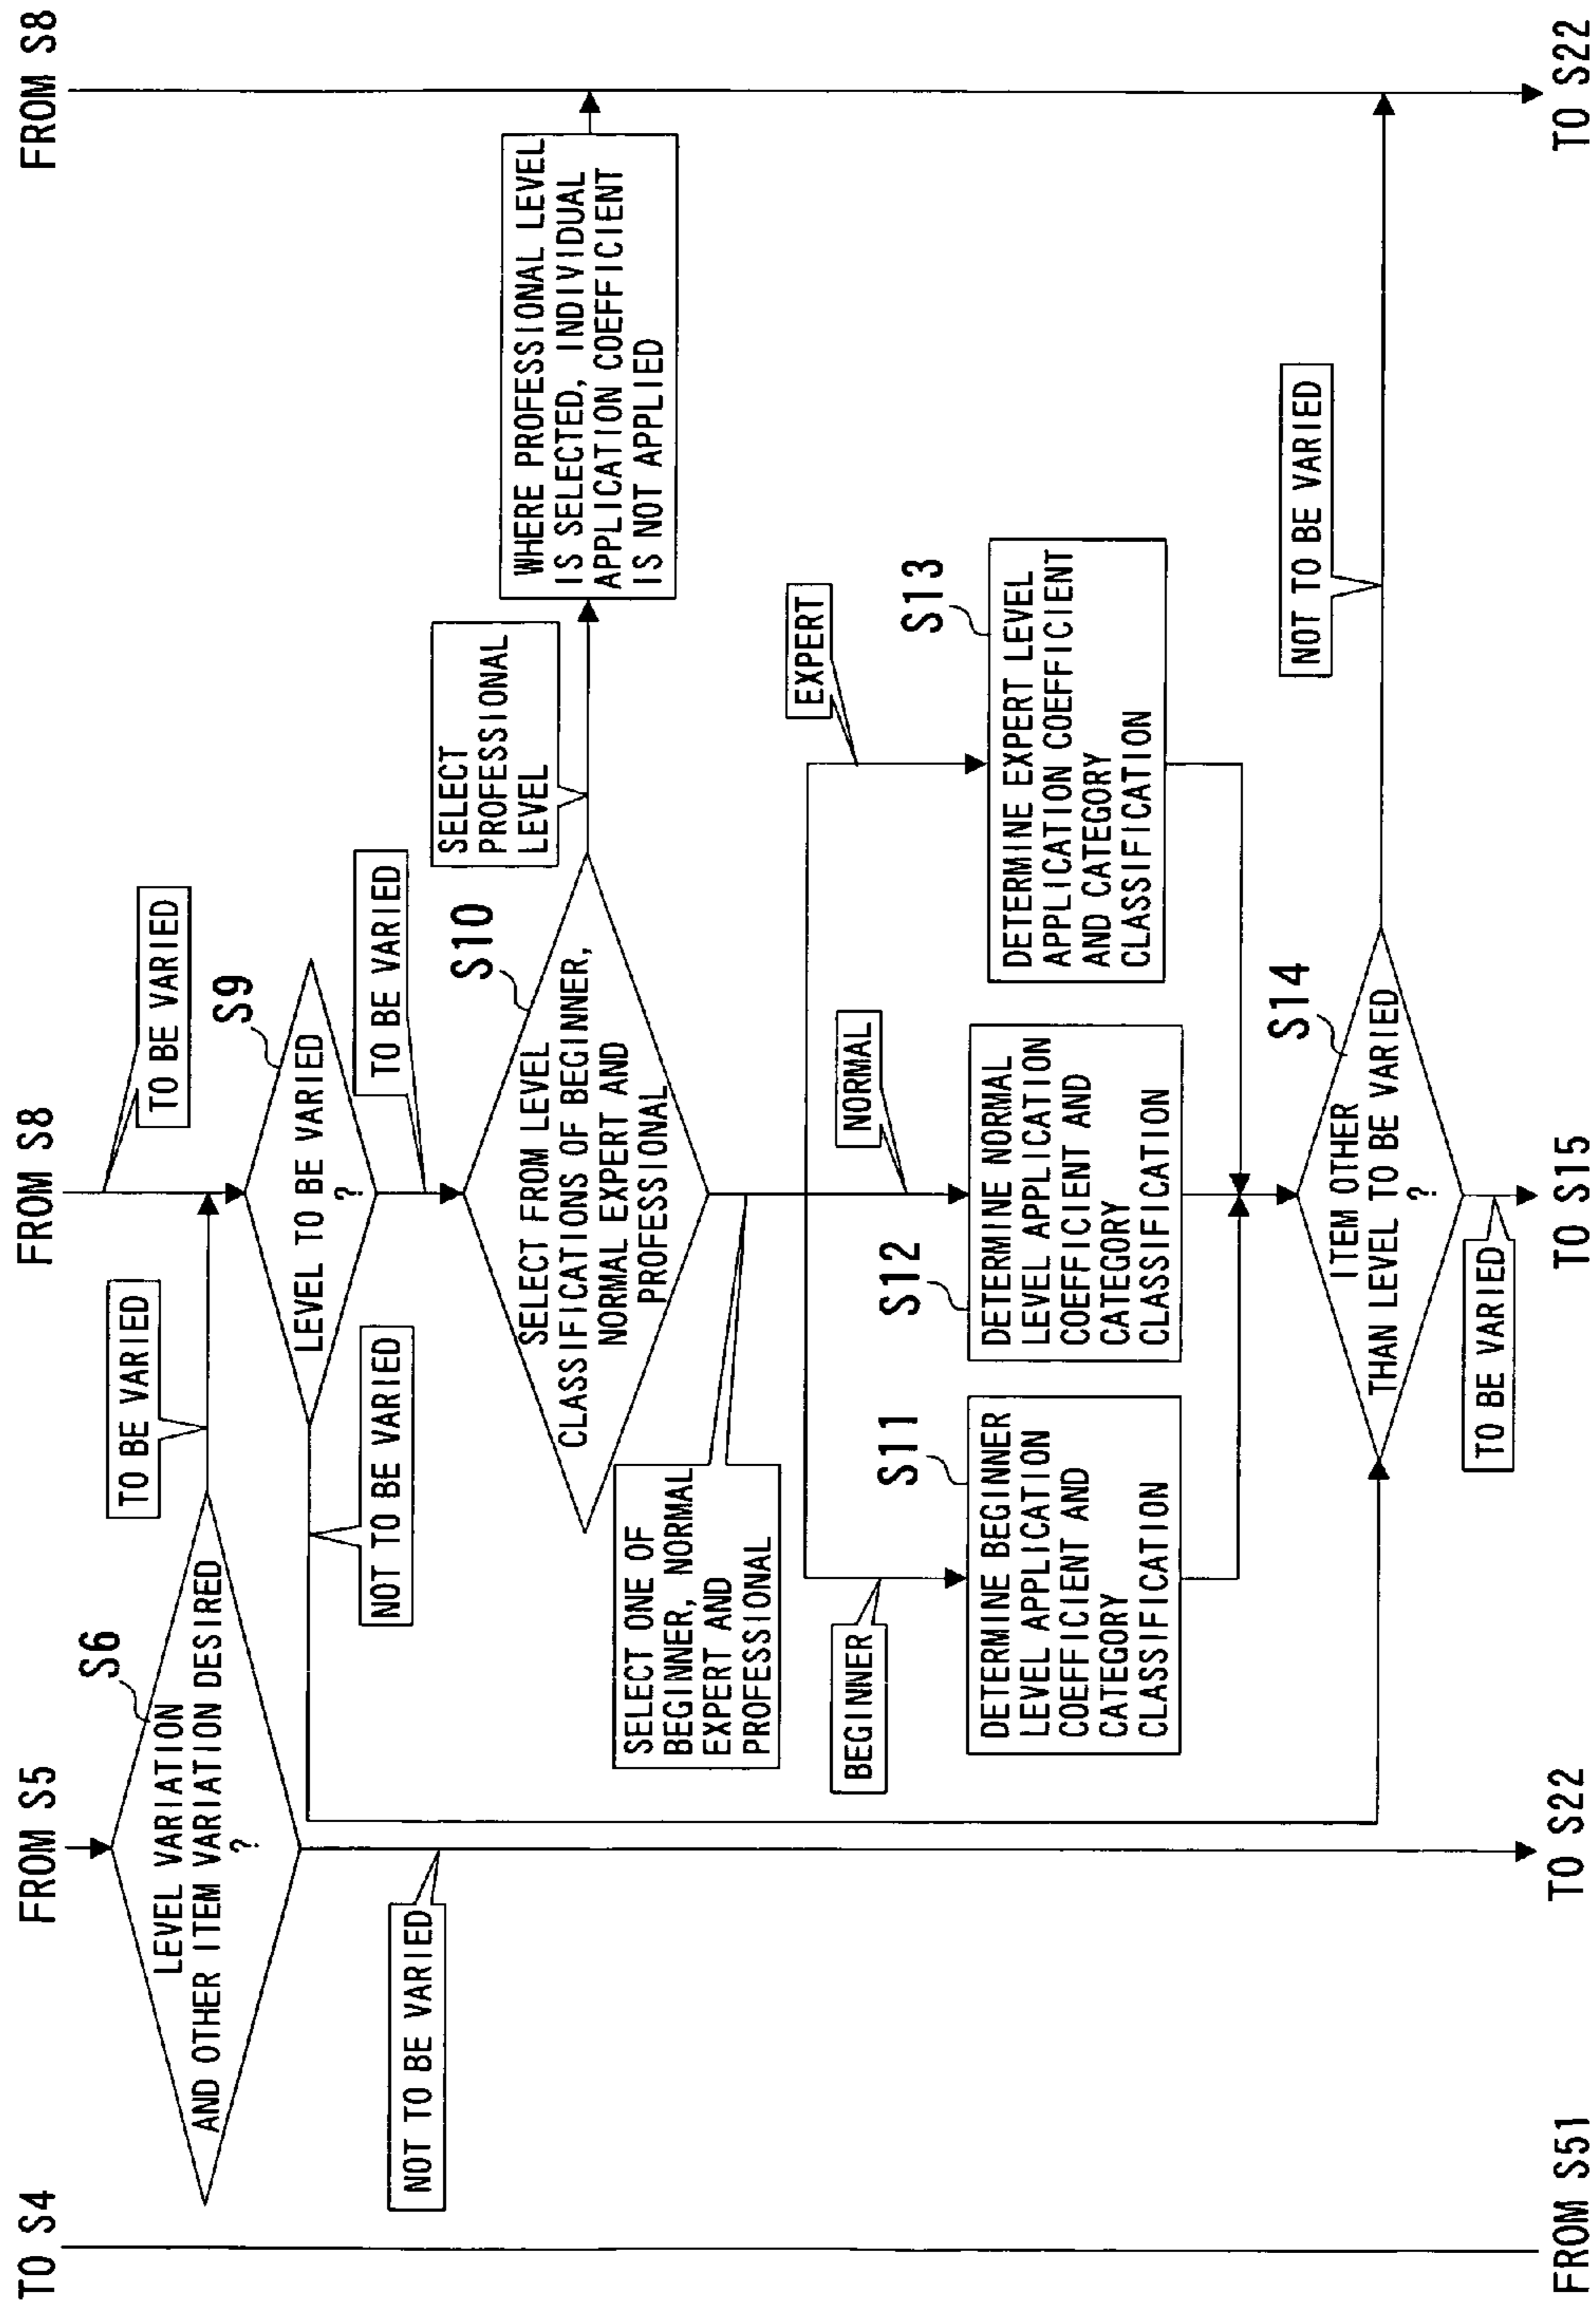 TO S4
FROM S5
FROM S8
FROM S8
S6
LEVEL VARIATION
AND OTHER ITEM VARIATION DESIRED
?
TO BE VARIED
TO BE VARIED
NOT TO BE VARIED
S9
LEVEL TO BE VARIED
?
NOT TO BE VARIED
TO BE VARIED
S10
SELECT FROM LEVEL
CLASSIFICATIONS OF BEGINNER,
NORMAL EXPERT AND
PROFESSIONAL
SELECT
PROFESSIONAL
LEVEL
WHERE PROFESSIONAL LEVEL
IS SELECTED, INDIVIDUAL
APPLICATION COEFFICIENT
IS NOT APPLIED
SELECT ONE OF
BEGINNER, NORMAL
EXPERT AND
PROFESSIONAL
BEGINNER
NORMAL
EXPERT
S11
DETERMINE BEGINNER
LEVEL APPLICATION
COEFFICIENT AND
CATEGORY
CLASSIFICATION
S12
DETERMINE NORMAL
LEVEL APPLICATION
COEFFICIENT AND
CATEGORY
CLASSIFICATION
S13
DETERMINE EXPERT LEVEL
APPLICATION COEFFICIENT
AND CATEGORY
CLASSIFICATION
S14
ITEM OTHER
THAN LEVEL TO BE VARIED
?
NOT TO BE VARIED
TO BE VARIED
FROM S51
TO S22
TO S15
TO S22